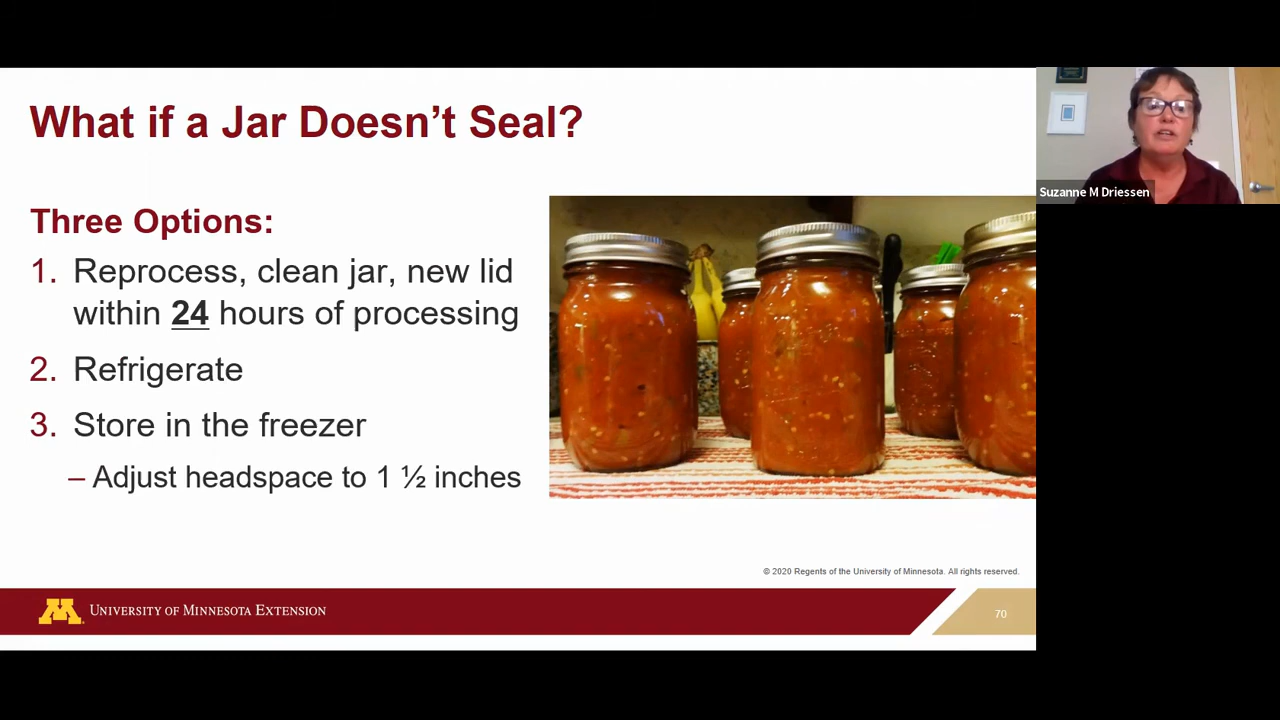 What if a Jar Doesn't Seal?
Three Options:
1. Reprocess, clean jar, new lid
within 24 hours of processing
2. Refrigerate
3. Store in the freezer
– Adjust headspace to 1 ½ inches
© 2020 Regents of the University of Minnesota. All rights reserved.
M UNIVERSITY OF MINNESOTA EXTENSION
70
Suzanne M Driessen